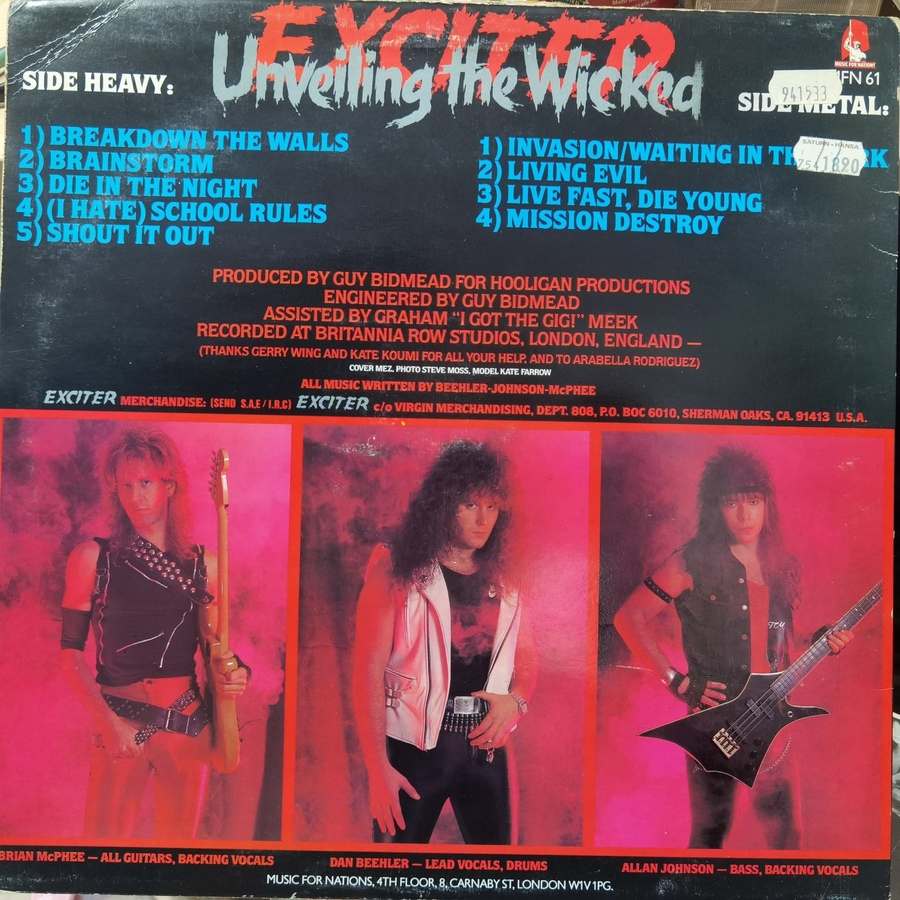 EXCITER
Unveiling the Wicked
MUSIC FOR NATIONS
MFN 61
SIDE HEAVY:
1) BREAKDOWN THE WALLS
2) BRAINSTORM
3) DIE IN THE NIGHT
4) (I HATE) SCHOOL RULES
5) SHOUT IT OUT
941533
SIDE METAL:
SATURN - HANSA
1890
1) INVASION/WAITING IN
2) LIVING EVIL
3) LIVE FAST, DIE YOUNG
4) MISSION DESTROY
PRODUCED BY GUY BIDMEAD FOR HOOLIGAN PRODUCTIONS
ENGINEERED BY GUY BIDMEAD
ASSISTED BY GRAHAM "I GOT THE GIG!" MEEK
RECORDED AT BRITANNIA ROW STUDIOS, LONDON, ENGLAND —
(THANKS GERRY WING AND KATE KOUMI FOR ALL YOUR HELP, AND TO ARABELLA RODRIGUEZ)
COVER MEZ. PHOTO STEVE MOSS, MODEL KATE FARROW
ALL MUSIC WRITTEN BY BEEHLER-JOHNSON-McPHEE
EXCITER MERCHANDISE: (SEND S.A.E/I.R.C) EXCITER c/o VIRGIN MERCHANDISING, DEPT. 808, P.O. BOC 6010, SHERMAN OAKS, CA. 91413 U.S.A.
BRIAN McPHEE — ALL GUITARS, BACKING VOCALS
DAN BEEHLER — LEAD VOCALS, DRUMS
ALLAN JOHNSON — BASS, BACKING VOCALS
MUSIC FOR NATIONS, 4TH FLOOR, 8, CARNABY ST, LONDON W1V 1PG.